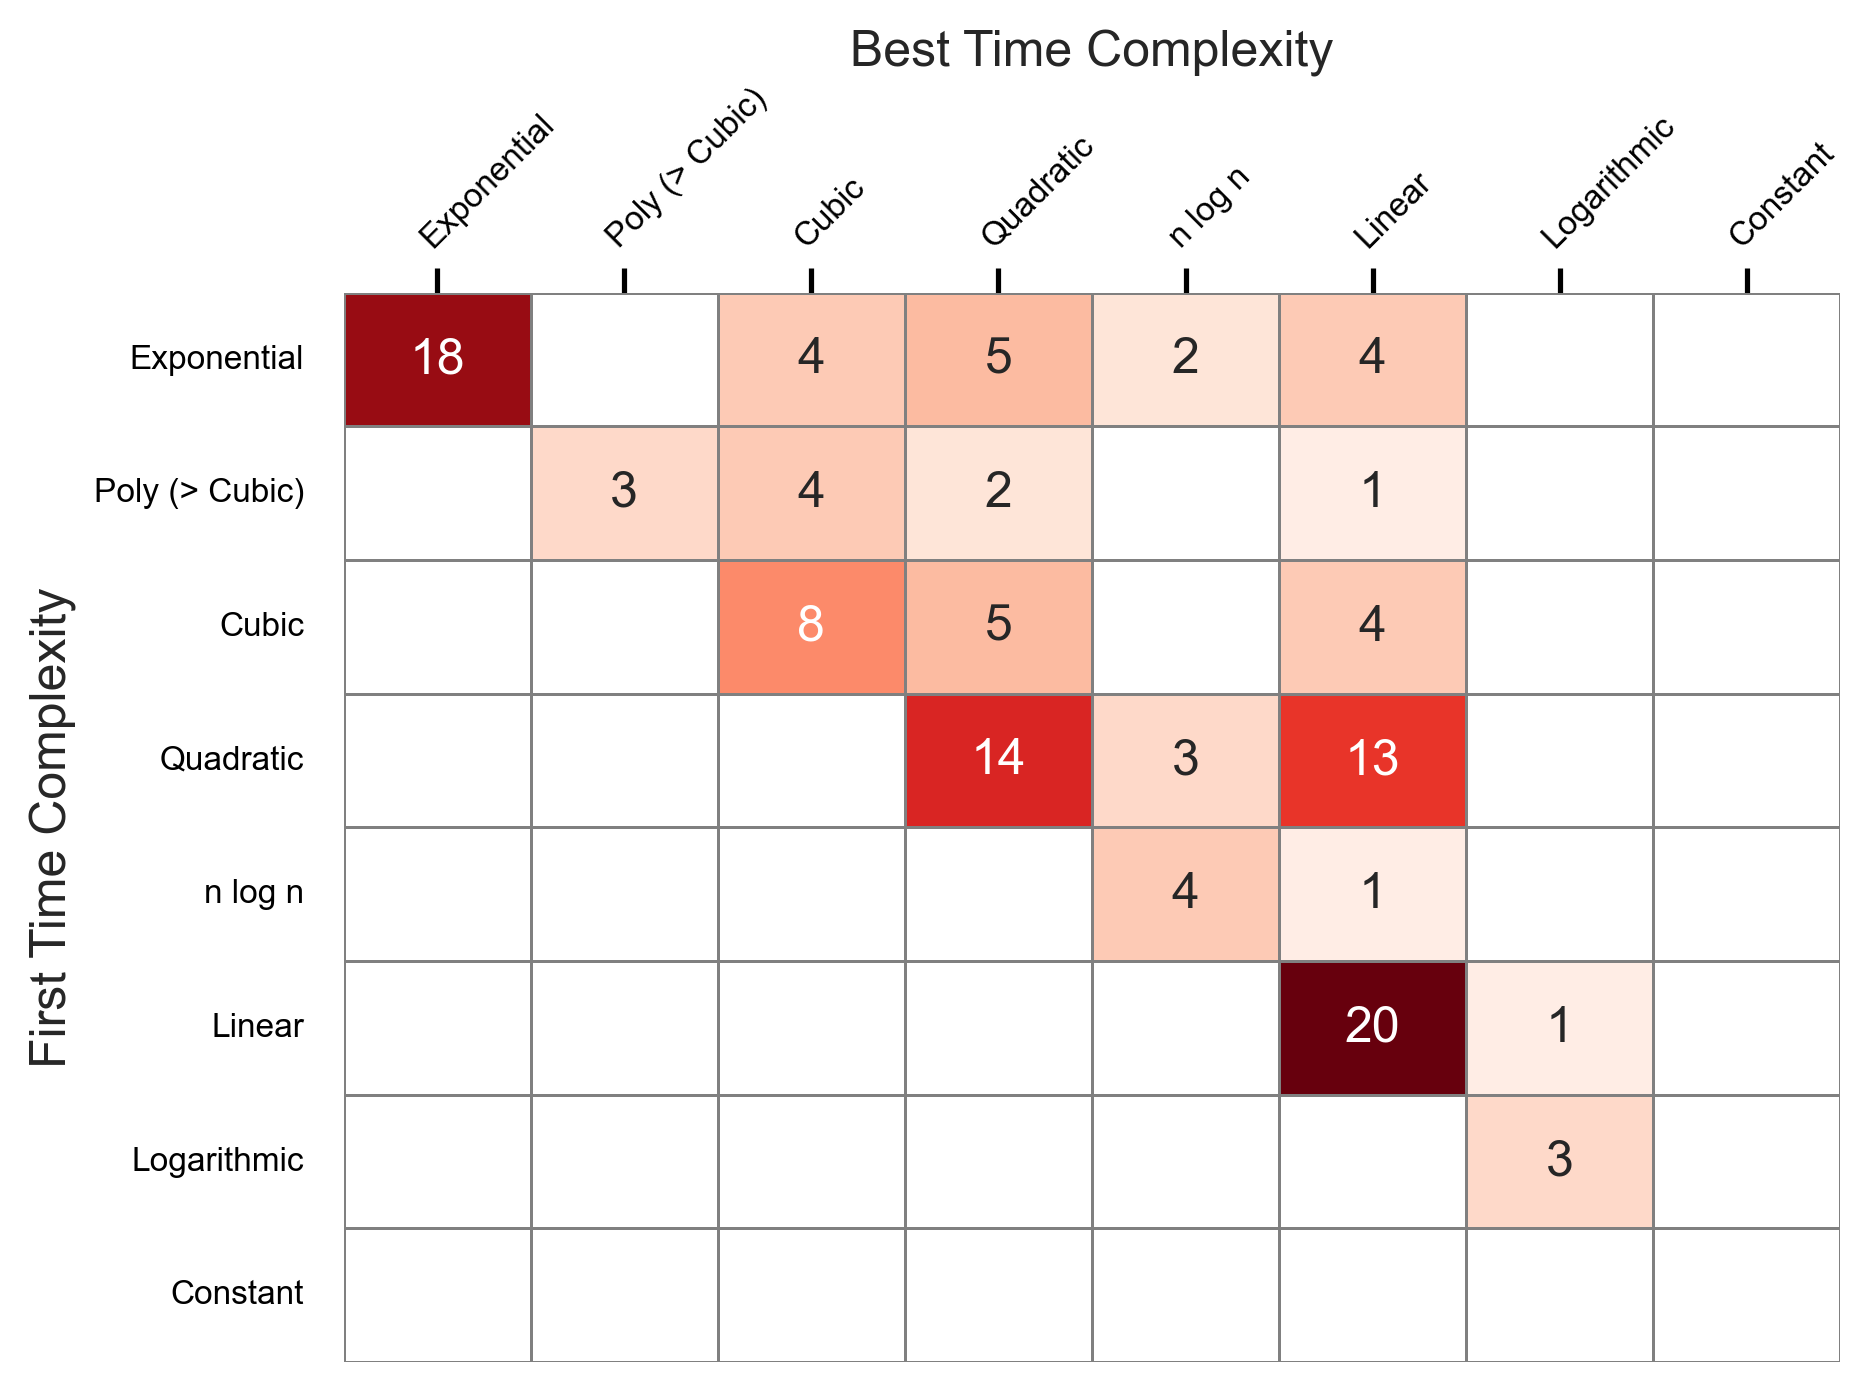 Best Time Complexity
Exponential
Poly (> Cubic)
Cubic
Quadratic
n log n
Linear
Logarithmic
Constant
First Time Complexity
Exponential 18 4 5 2 4
Poly (> Cubic) 3 4 2 1
Cubic 8 5 4
Quadratic 14 3 13
n log n 4 1
Linear 20 1
Logarithmic 3
Constant